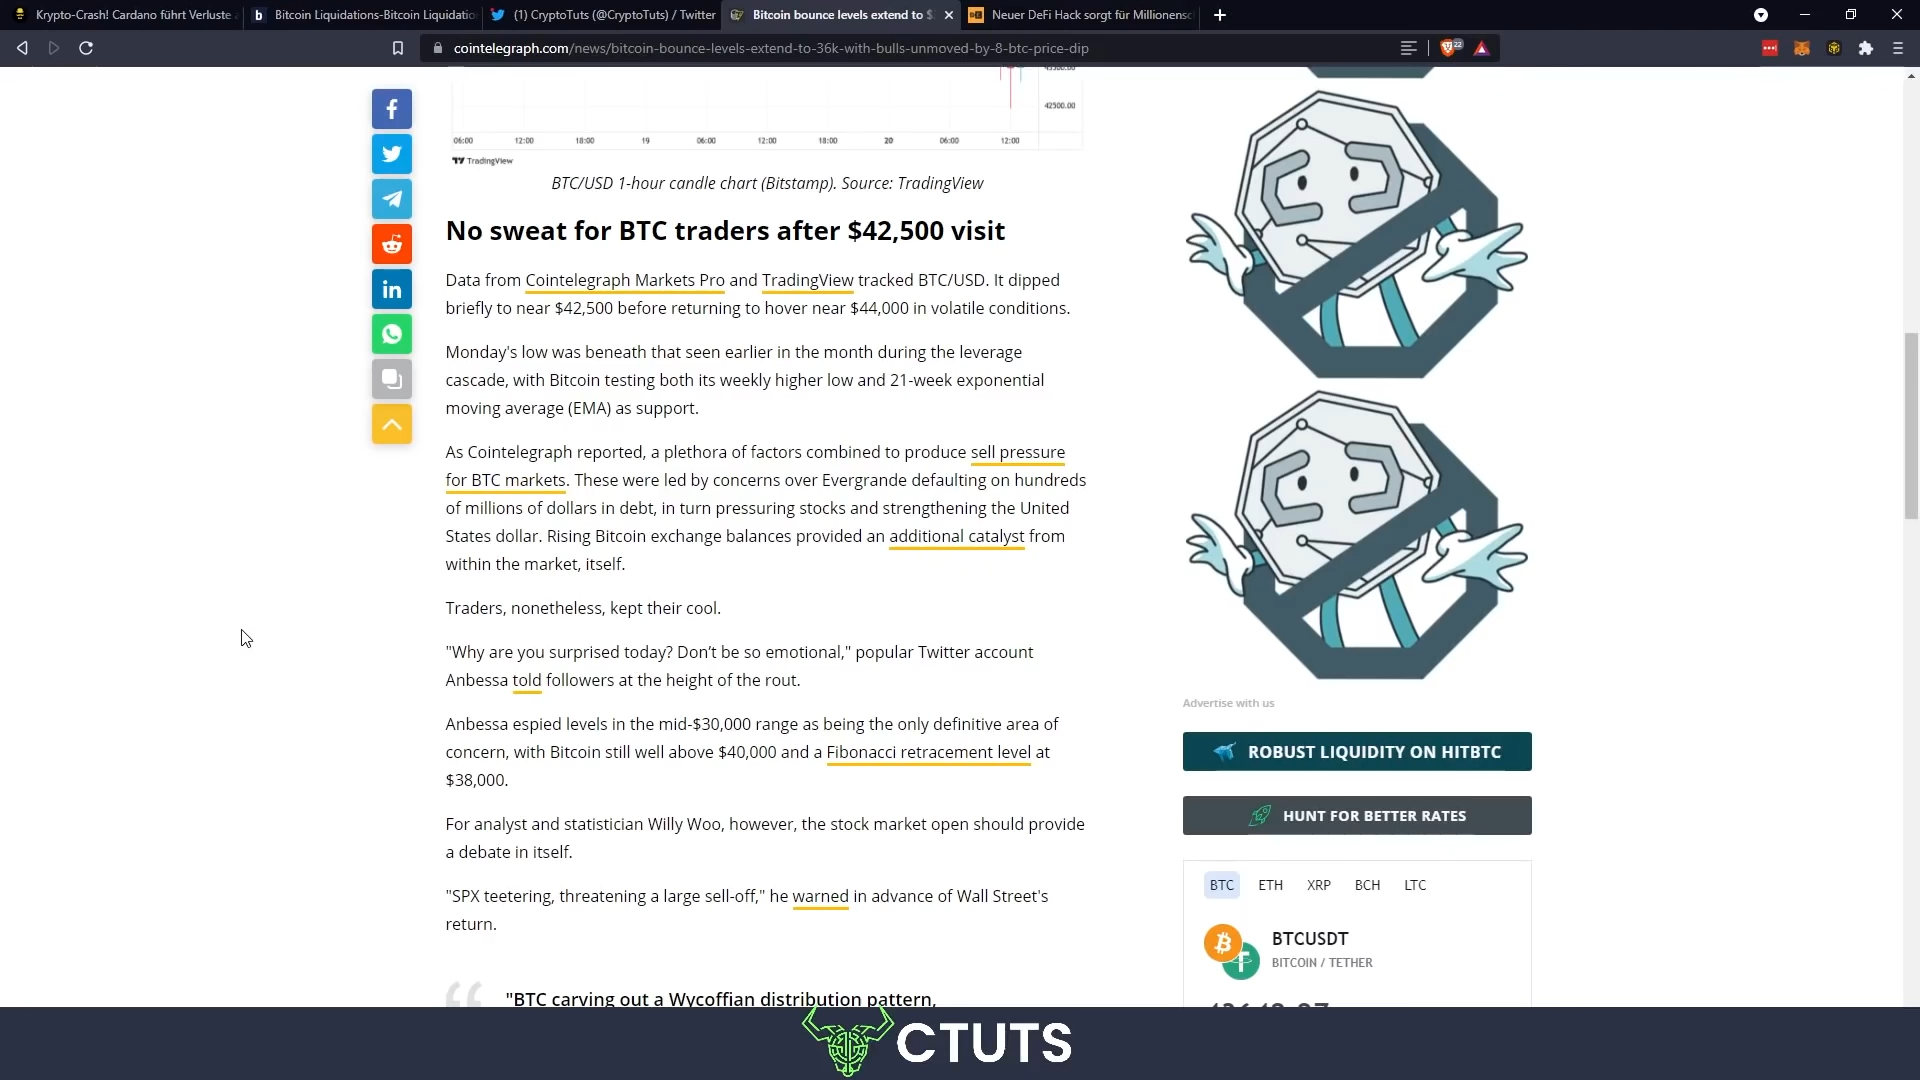 Krypto-Crash! Cardano führt Verluste a
Bitcoin Liquidations-Bitcoin Liquidatio
(1) CryptoTuts (@CryptoTuts) / Twitter
Bitcoin bounce levels extend to $
Neuer DeFi Hack sorgt für Millionensc
cointelegraph.com/news/bitcoin-bounce-levels-extend-to-36k-with-bulls-unmoved-by-8-btc-price-dip
22
42500.00
06:00 12:00 18:00 19 06:00 12:00 18:00 20 06:00 12:00
TradingView
BTC/USD 1-hour candle chart (Bitstamp). Source: TradingView
No sweat for BTC traders after $42,500 visit
Data from Cointelegraph Markets Pro and TradingView tracked BTC/USD. It dipped
briefly to near $42,500 before returning to hover near $44,000 in volatile conditions.
Monday's low was beneath that seen earlier in the month during the leverage
cascade, with Bitcoin testing both its weekly higher low and 21-week exponential
moving average (EMA) as support.
As Cointelegraph reported, a plethora of factors combined to produce sell pressure
for BTC markets. These were led by concerns over Evergrande defaulting on hundreds
of millions of dollars in debt, in turn pressuring stocks and strengthening the United
States dollar. Rising Bitcoin exchange balances provided an additional catalyst from
within the market, itself.
Traders, nonetheless, kept their cool.
"Why are you surprised today? Don’t be so emotional," popular Twitter account
Anbessa told followers at the height of the rout.
Anbessa espied levels in the mid-$30,000 range as being the only definitive area of
concern, with Bitcoin still well above $40,000 and a Fibonacci retracement level at
$38,000.
For analyst and statistician Willy Woo, however, the stock market open should provide
a debate in itself.
"SPX teetering, threatening a large sell-off," he warned in advance of Wall Street's
return.
"BTC carving out a Wycoffian distribution pattern,
Advertise with us
ROBUST LIQUIDITY ON HITBTC
HUNT FOR BETTER RATES
BTC ETH XRP BCH LTC
BTCUSDT
BITCOIN / TETHER
CTUTS